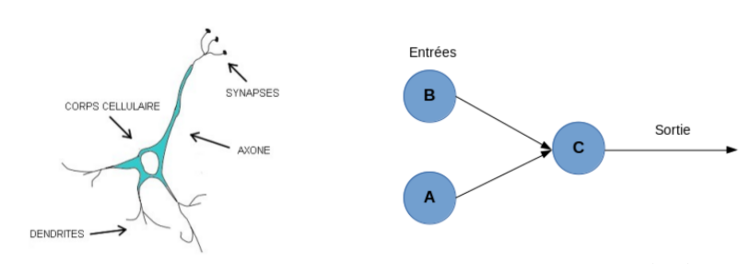 SYNAPSES
CORPS CELLULAIRE
AXONE
DENDRITES
Entrées
B
A
C
Sortie